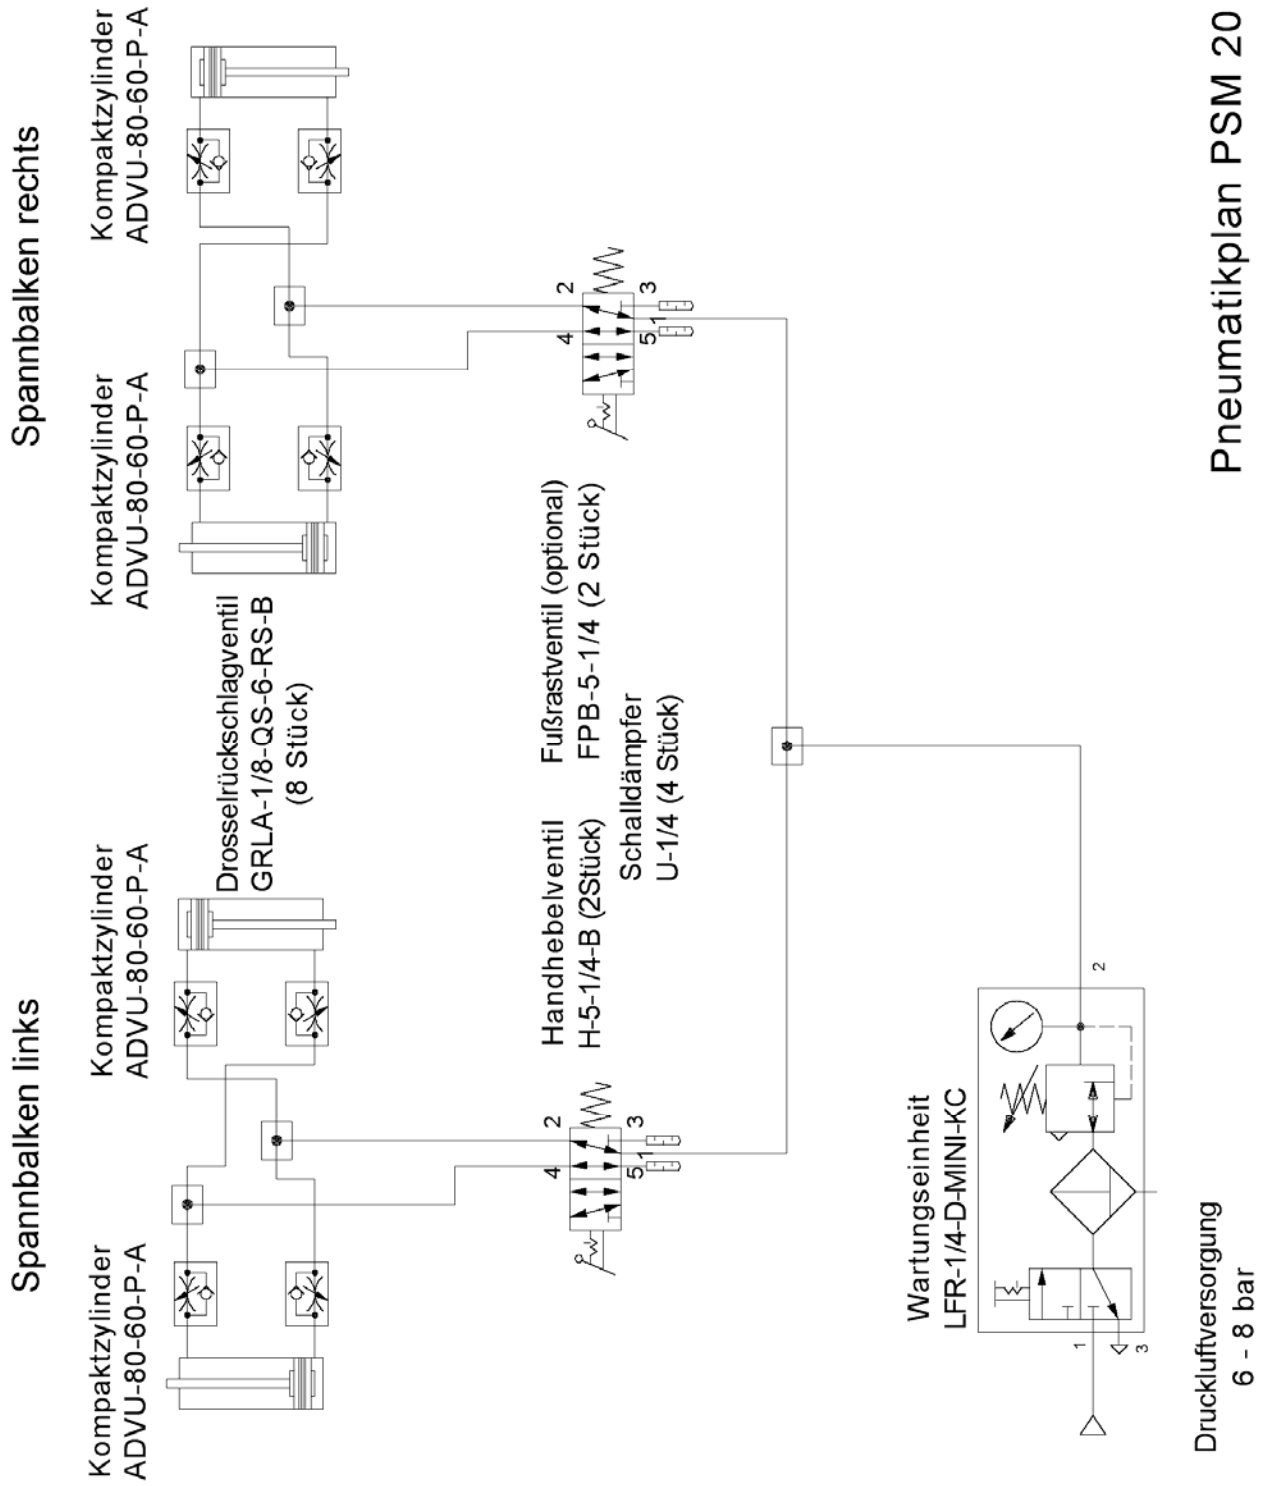 Spannbalken links
Spannbalken rechts
Kompaktzylinder
ADVU-80-60-P-A
Kompaktzylinder
ADVU-80-60-P-A
Kompaktzylinder
ADVU-80-60-P-A
Kompaktzylinder
ADVU-80-60-P-A
Drosselrückschlagventil
GRLA-1/8-QS-6-RS-B
(8 Stück)
4
2
5
1
3
4
2
5
1
3
Handhebelventil
H-5-1/4-B (2Stück)
Fußrastventil (optional)
FPB-5-1/4 (2 Stück)
Schalldämpfer
U-1/4 (4 Stück)
Wartungseinheit
LFR-1/4-D-MINI-KC
1
2
3
Druckluftversorgung
6 - 8 bar
Pneumatikplan PSM 20